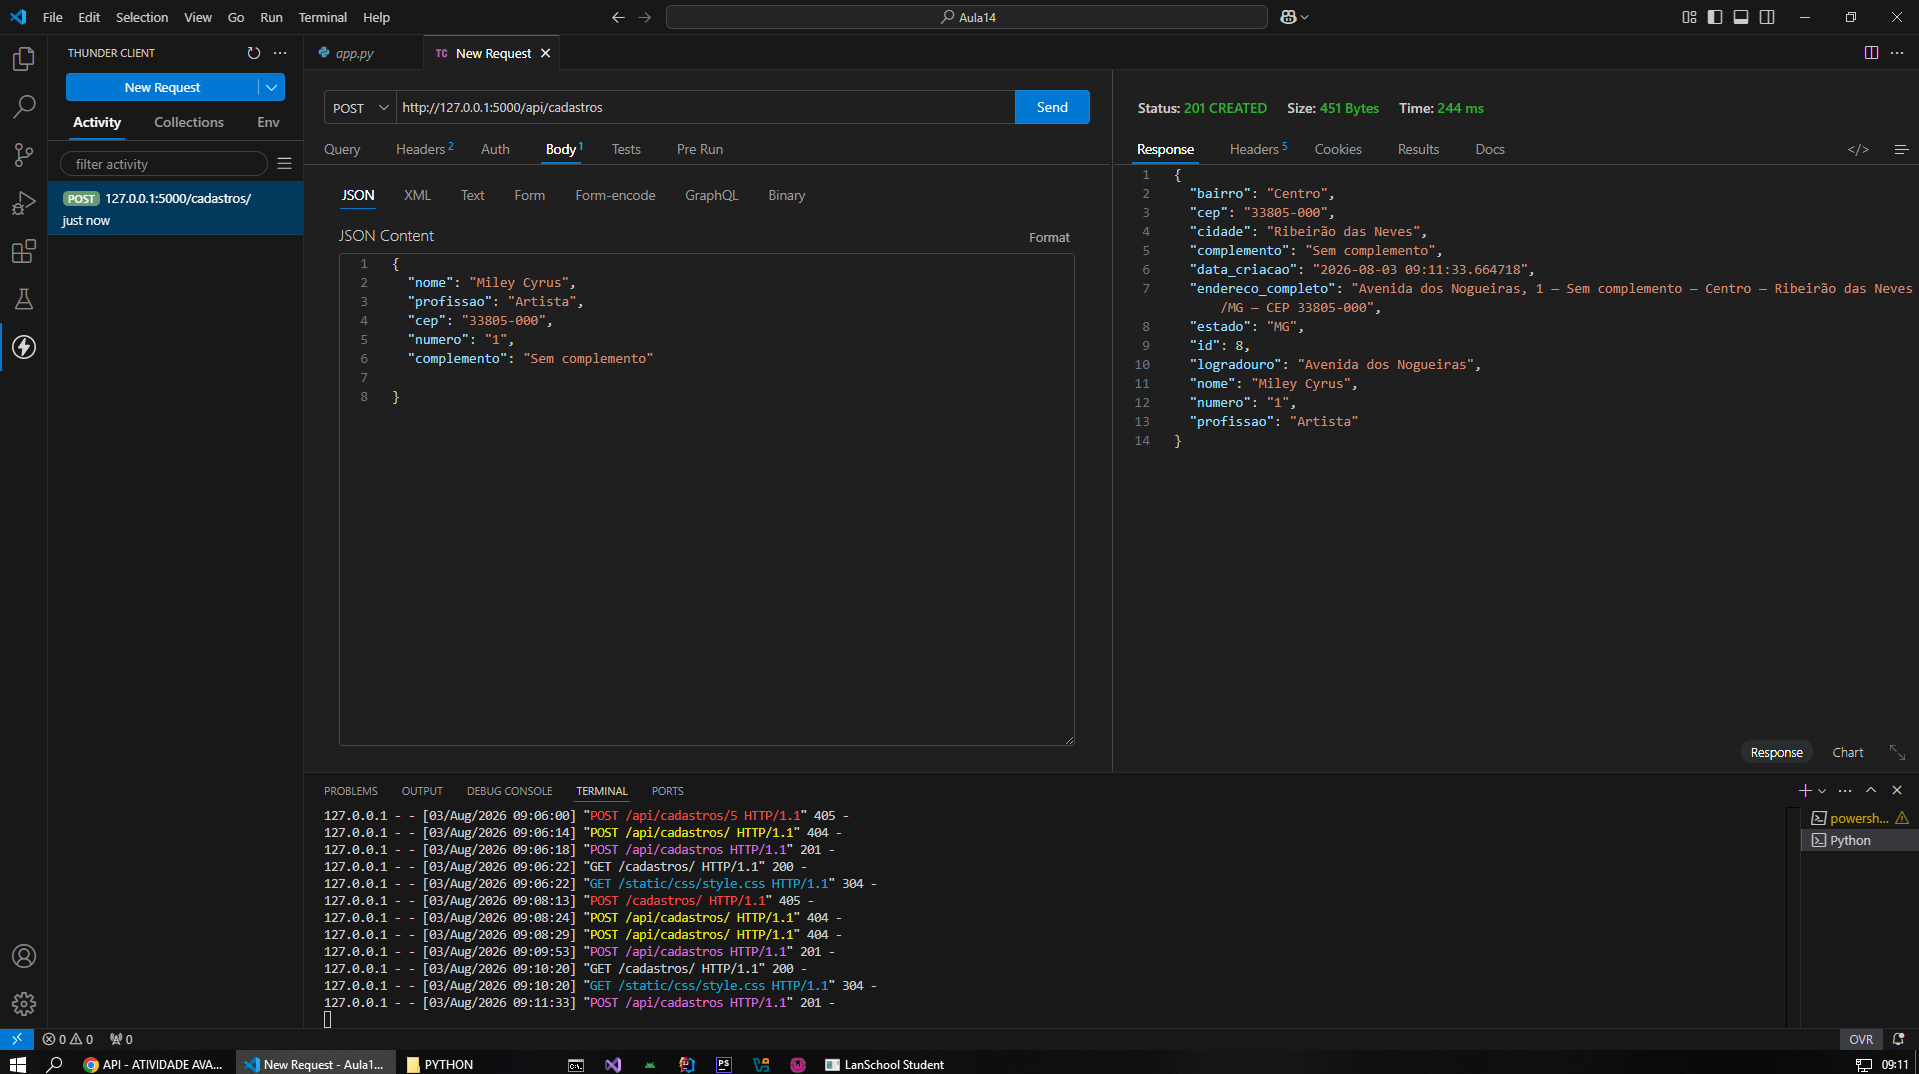 File Edit Selection View Go Run Terminal Help
Aula14
THUNDER CLIENT
New Request
Activity Collections Env
filter activity
POST 127.0.0.1:5000/cadastros/
just now
app.py
TC New Request
POST http://127.0.0.1:5000/api/cadastros Send
Query Headers 2 Auth Body 1 Tests Pre Run
JSON XML Text Form Form-encode GraphQL Binary
JSON Content
Format
1 {
2 "nome": "Miley Cyrus",
3 "profissao": "Artista",
4 "cep": "33805-000",
5 "numero": "1",
6 "complemento": "Sem complemento"
7
8 }
Status: 201 CREATED Size: 451 Bytes Time: 244 ms
Response Headers 5 Cookies Results Docs
1 {
2 "bairro": "Centro",
3 "cep": "33805-000",
4 "cidade": "Ribeirão das Neves",
5 "complemento": "Sem complemento",
6 "data_criacao": "2026-08-03 09:11:33.664718",
7 "endereco_completo": "Avenida dos Nogueiras, 1 — Sem complemento — Centro — Ribeirão das Neves
/MG — CEP 33805-000",
8 "estado": "MG",
9 "id": 8,
10 "logradouro": "Avenida dos Nogueiras",
11 "nome": "Miley Cyrus",
12 "numero": "1",
13 "profissao": "Artista"
14 }
Response Chart
PROBLEMS OUTPUT DEBUG CONSOLE TERMINAL PORTS
127.0.0.1 - - [03/Aug/2026 09:06:00] "POST /api/cadastros/5 HTTP/1.1" 405 -
127.0.0.1 - - [03/Aug/2026 09:06:14] "POST /api/cadastros/ HTTP/1.1" 404 -
127.0.0.1 - - [03/Aug/2026 09:06:18] "POST /api/cadastros HTTP/1.1" 201 -
127.0.0.1 - - [03/Aug/2026 09:06:22] "GET /cadastros/ HTTP/1.1" 200 -
127.0.0.1 - - [03/Aug/2026 09:06:22] "GET /static/css/style.css HTTP/1.1" 304 -
127.0.0.1 - - [03/Aug/2026 09:08:13] "POST /cadastros/ HTTP/1.1" 405 -
127.0.0.1 - - [03/Aug/2026 09:08:24] "POST /api/cadastros/ HTTP/1.1" 404 -
127.0.0.1 - - [03/Aug/2026 09:08:29] "POST /api/cadastros/ HTTP/1.1" 404 -
127.0.0.1 - - [03/Aug/2026 09:09:53] "POST /api/cadastros HTTP/1.1" 201 -
127.0.0.1 - - [03/Aug/2026 09:10:20] "GET /cadastros/ HTTP/1.1" 200 -
127.0.0.1 - - [03/Aug/2026 09:10:20] "GET /static/css/style.css HTTP/1.1" 304 -
127.0.0.1 - - [03/Aug/2026 09:11:33] "POST /api/cadastros HTTP/1.1" 201 -
powersh...
Python
0 0 0
OVR
API - ATIVIDADE AVA...
New Request - Aula1...
PYTHON
PS
LanSchool Student
09:11